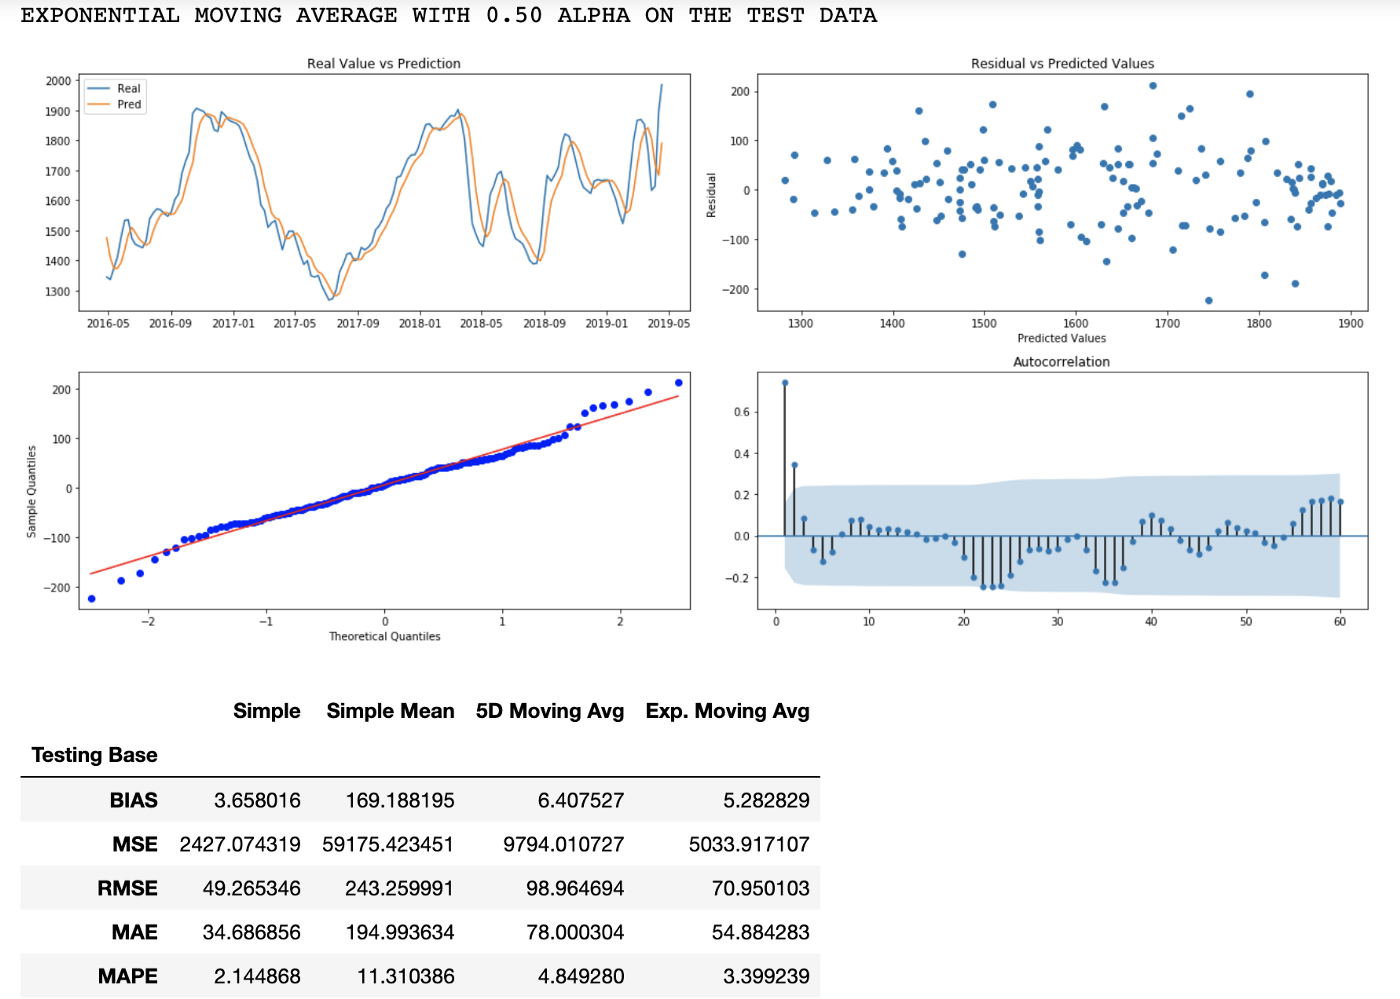 EXPONENTIAL MOVING AVERAGE WITH 0.50 ALPHA ON THE TEST DATA
Real Value vs Prediction
2000
1900
1800
1700
1600
1500
1400
1300
Real
Pred
2016-05 2016-09 2017-01 2017-05 2017-09 2018-01 2018-05 2018-09 2019-01 2019-05
Residual vs Predicted Values
Residual
200
100
0
−100
−200
1300 1400 1500 1600 1700 1800 1900
Predicted Values
Sample Quantiles
200
100
0
−100
−200
−2 −1 0 1 2
Theoretical Quantiles
Autocorrelation
0.6
0.4
0.2
0.0
−0.2
0 10 20 30 40 50 60
Simple Simple Mean 5D Moving Avg Exp. Moving Avg
Testing Base
BIAS 3.658016 169.188195 6.407527 5.282829
MSE 2427.074319 59175.423451 9794.010727 5033.917107
RMSE 49.265346 243.259991 98.964694 70.950103
MAE 34.686856 194.993634 78.000304 54.884283
MAPE 2.144868 11.310386 4.849280 3.399239